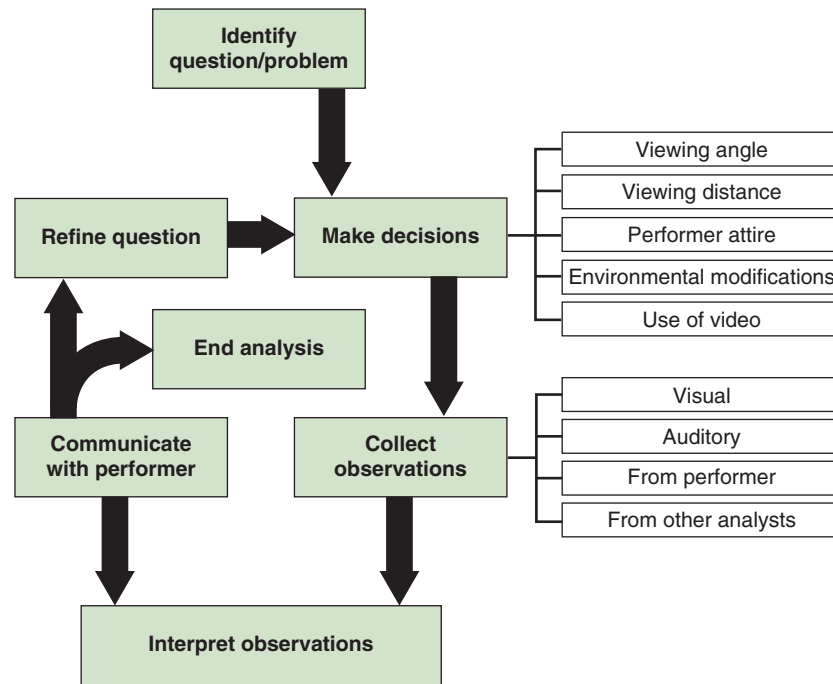 Identify
question/problem
Refine question
Make decisions
Viewing angle
Viewing distance
Performer attire
Environmental modifications
Use of video
End analysis
Communicate
with performer
Collect
observations
Visual
Auditory
From performer
From other analysts
Interpret observations